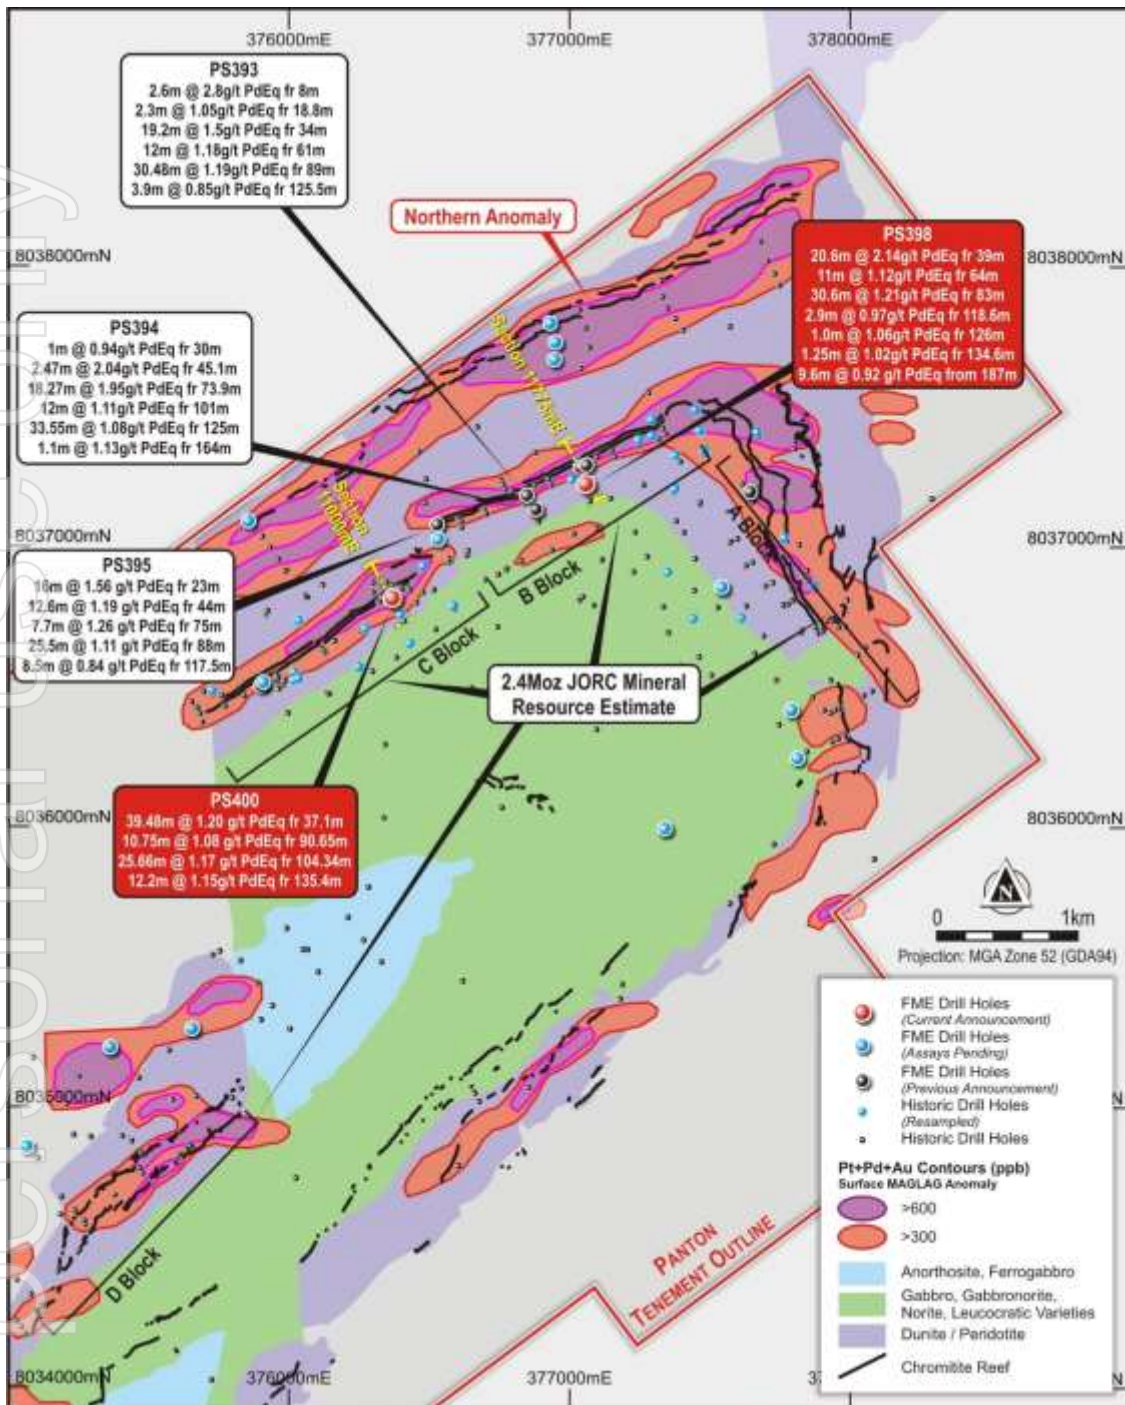 376000mE
377000mE
378000mE
PS393
2.6m @ 2.8g/t PdEq fr 8m
2.3m @ 1.05g/t PdEq fr 18.8m
19.2m @ 1.5g/t PdEq fr 34m
12m @ 1.18g/t PdEq fr 61m
30.48m @ 1.19g/t PdEq fr 89m
3.9m @ 0.85g/t PdEq fr 125.5m
Northern Anomaly
8038000mN
8038000mN
PS398
20.6m @ 2.14g/t PdEq fr 39m
11m @ 1.12g/t PdEq fr 64m
30.6m @ 1.21g/t PdEq fr 83m
2.9m @ 0.97g/t PdEq fr 118.6m
1.0m @ 1.06g/t PdEq fr 126m
1.25m @ 1.02g/t PdEq fr 134.6m
9.6m @ 0.92 g/t PdEq from 187m
PS394
1m @ 0.94g/t PdEq fr 30m
2.47m @ 2.04g/t PdEq fr 45.1m
18.27m @ 1.95g/t PdEq fr 73.9m
12m @ 1.11g/t PdEq fr 101m
33.55m @ 1.08g/t PdEq fr 125m
1.1m @ 1.13g/t PdEq fr 164m
Section
Section
8037000mN
8037000mN
A Block
B Block
C Block
PS395
16m @ 1.56 g/t PdEq fr 23m
12.6m @ 1.19 g/t PdEq fr 44m
7.7m @ 1.26 g/t PdEq fr 75m
25.5m @ 1.11 g/t PdEq fr 88m
8.5m @ 0.84 g/t PdEq fr 117.5m
2.4Moz JORC Mineral
Resource Estimate
PS400
39.48m @ 1.20 g/t PdEq fr 37.1m
10.75m @ 1.08 g/t PdEq fr 90.65m
25.66m @ 1.17 g/t PdEq fr 104.34m
12.2m @ 1.15g/t PdEq fr 135.4m
8036000mN
8036000mN
N
0 1km
Projection: MGA Zone 52 (GDA94)
FME Drill Holes
(Current Announcement)
FME Drill Holes
(Assays Pending)
FME Drill Holes
(Previous Announcement)
Historic Drill Holes
(Resampled)
Historic Drill Holes
Pt+Pd+Au Contours (ppb)
Surface MAGLAG Anomaly
>600
>300
Anorthosite, Ferrogabbro
Gabbro, Gabbronorite,
Norite, Leucocratic Varieties
Dunite / Peridotite
Chromitite Reef
8035000mN
D Block
PANTON
TENEMENT OUTLINE
8034000mN
376000mE
377000mE